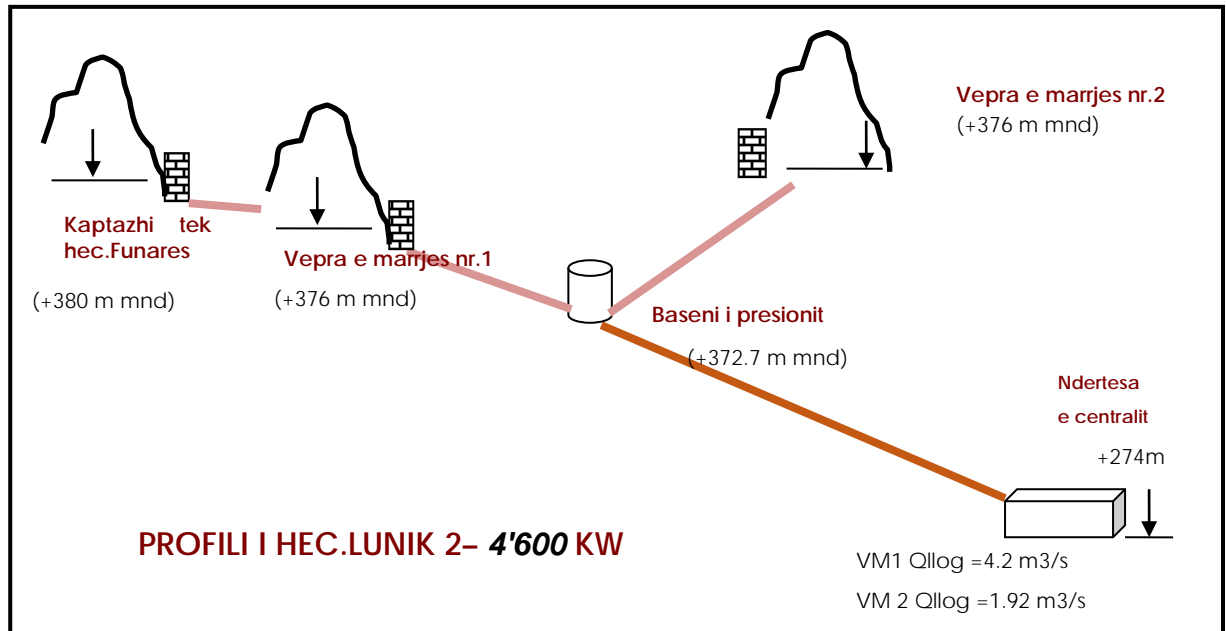 Vepra e marrjes nr.2
(+376 m mnd)
Kaptazhi tek
hec.Funares
(+380 m mnd)
Vepra e marrjes nr.1
(+376 m mnd)
Baseni i presionit
(+372.7 m mnd)
Ndertesa
e centralit
+274m
PROFILI I HEC.LUNIK 2– 4'600 KW
VM1 Qllog =4.2 m3/s
VM 2 Qllog =1.92 m3/s